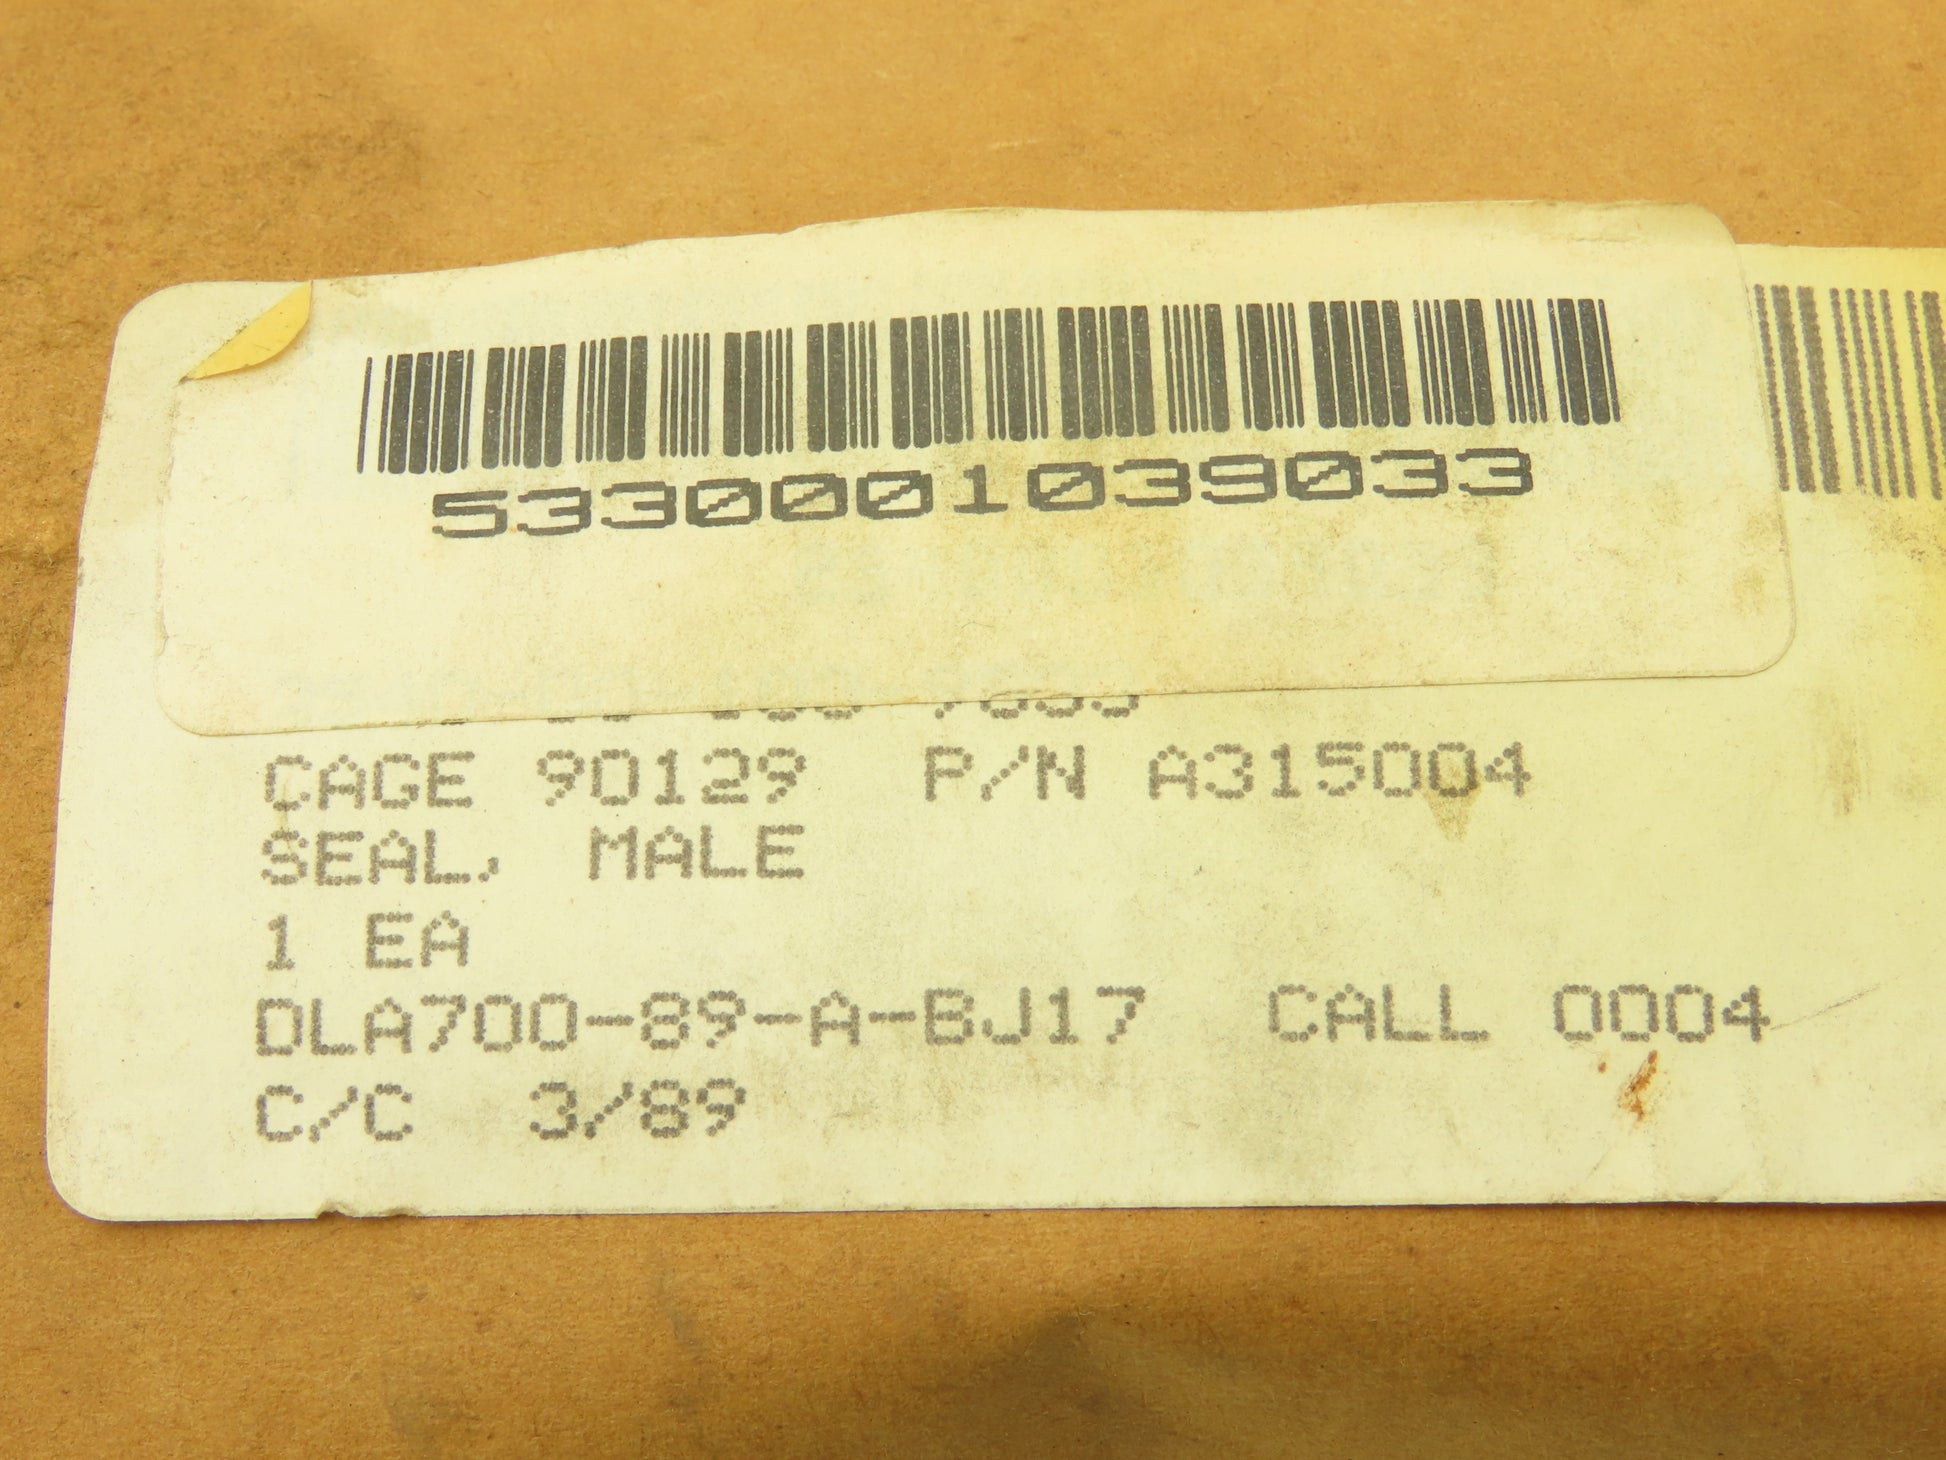 5330001039033
CAGE 90129 P/N A315004
SEAL, MALE
1 EA
DLA700-89-A-BJ17 CALL 0004
C/C 3/89